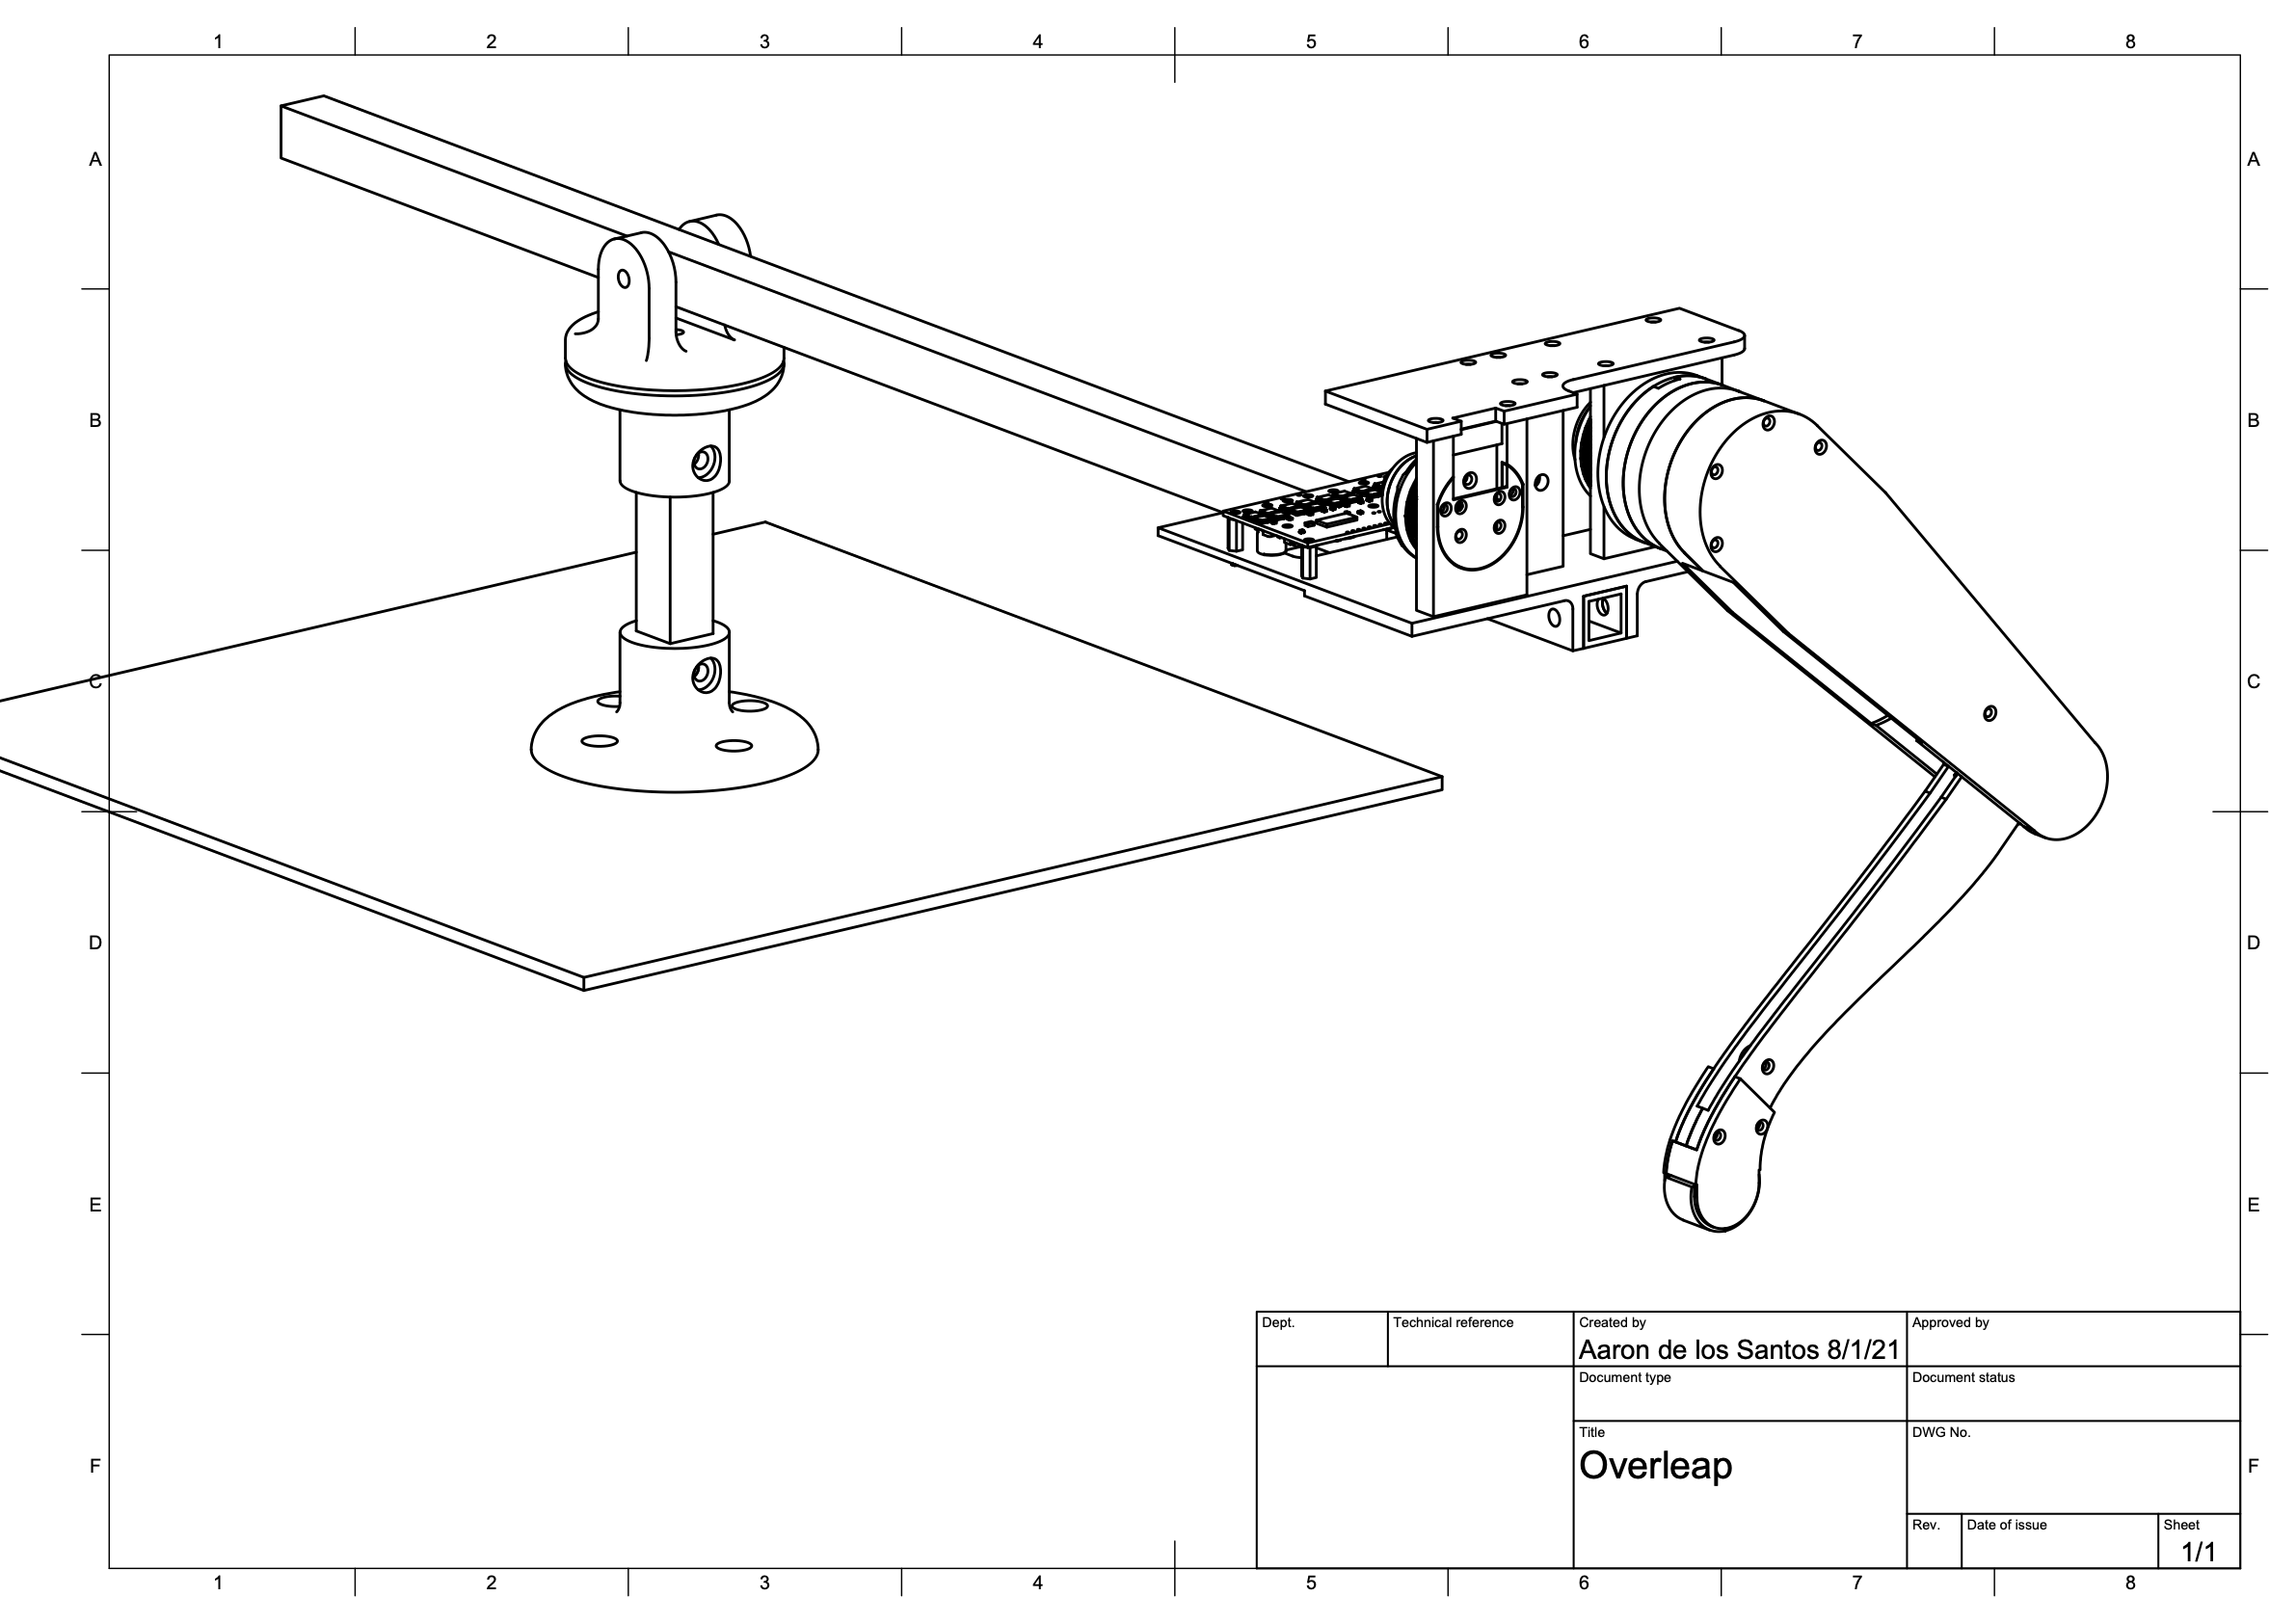 1 2 3 4 5 6 7 8
A A
B B
C C
D D
E E
Dept. Technical reference Created by Approved by
Aaron de los Santos 8/1/21
Document type Document status
Title DWG No.
Overleap
F F
Rev. Date of issue Sheet
1/1
1 2 3 4 5 6 7 8